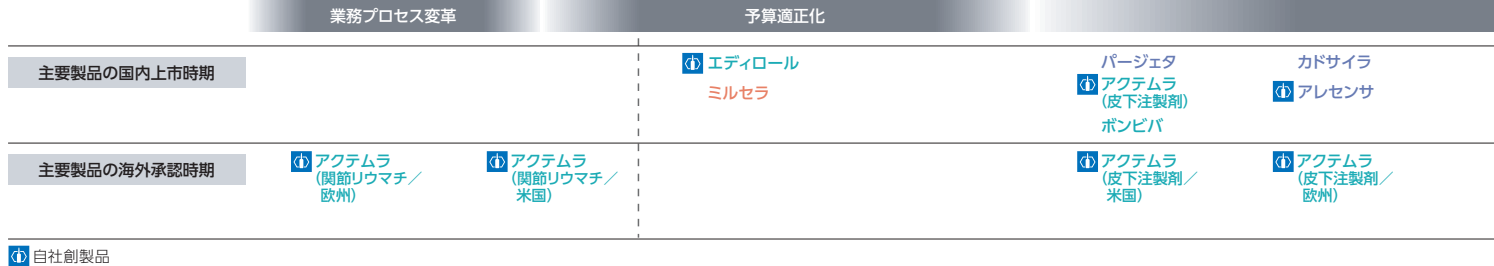 業務プロセス変革
予算適正化
主要製品の国内上市時期
エディロール
ミルセラ
パージェタ
アクテムラ
(皮下注製剤)
ボンビバ
カドサイラ
アレセンサ
主要製品の海外承認時期
アクテムラ
(関節リウマチ/
欧州)
アクテムラ
(関節リウマチ/
米国)
アクテムラ
(皮下注製剤/
米国)
アクテムラ
(皮下注製剤/
欧州)
自社創製品